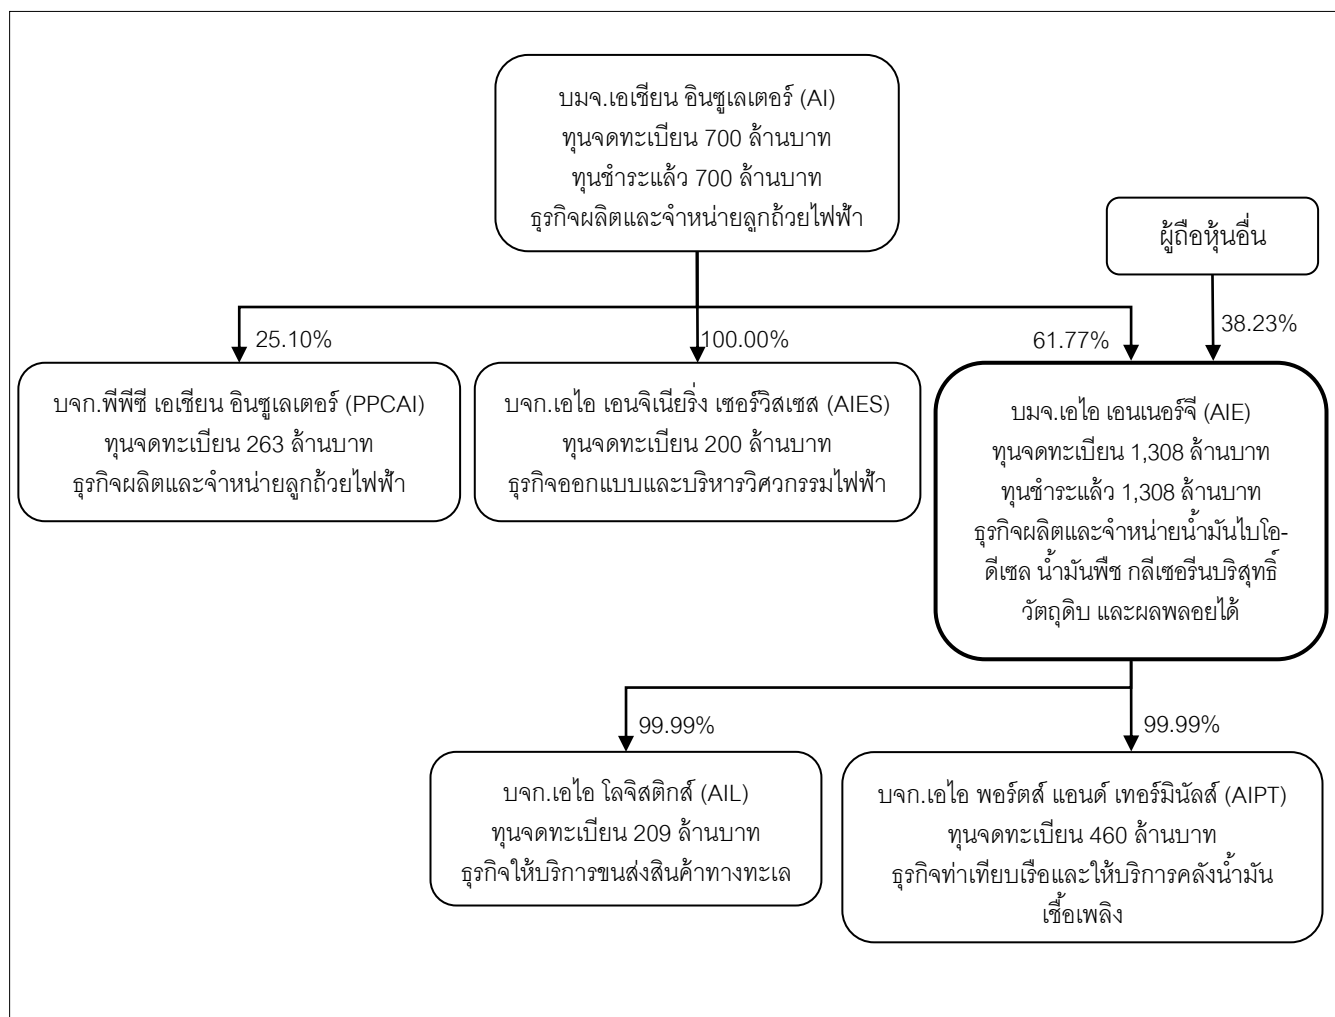 บมจ.เอเชียน อินซูเลเตอร์ (AI)
ทุนจดทะเบียน 700 ล้านบาท
ทุนชำระแล้ว 700 ล้านบาท
ธุรกิจผลิตและจำหน่ายลูกถ้วยไฟฟ้า
ผู้ถือหุ้นอื่น
25.10%
100.00%
61.77%
38.23%
บจก.พีพีซี เอเชียน อินซูเลเตอร์ (PPCAI)
ทุนจดทะเบียน 263 ล้านบาท
ธุรกิจผลิตและจำหน่ายลูกถ้วยไฟฟ้า
บจก.เอไอ เอนจิเนียริ่ง เซอร์วิสเซส (AIES)
ทุนจดทะเบียน 200 ล้านบาท
ธุรกิจออกแบบและบริหารวิศวกรรมไฟฟ้า
บมจ.เอไอ เอนเนอร์จี (AIE)
ทุนจดทะเบียน 1,308 ล้านบาท
ทุนชำระแล้ว 1,308 ล้านบาท
ธุรกิจผลิตและจำหน่ายน้ำมันไบโอ-
ดีเซล น้ำมันพืช กลีเซอรีนบริสุทธิ์
วัตถุดิบ และผลพลอยได้
99.99%
99.99%
บจก.เอไอ โลจิสติกส์ (AIL)
ทุนจดทะเบียน 209 ล้านบาท
ธุรกิจให้บริการขนส่งสินค้าทางทะเล
บจก.เอไอ พอร์ตส์ แอนด์ เทอร์มินัลส์ (AIPT)
ทุนจดทะเบียน 460 ล้านบาท
ธุรกิจท่าเทียบเรือและให้บริการคลังน้ำมัน
เชื้อเพลิง